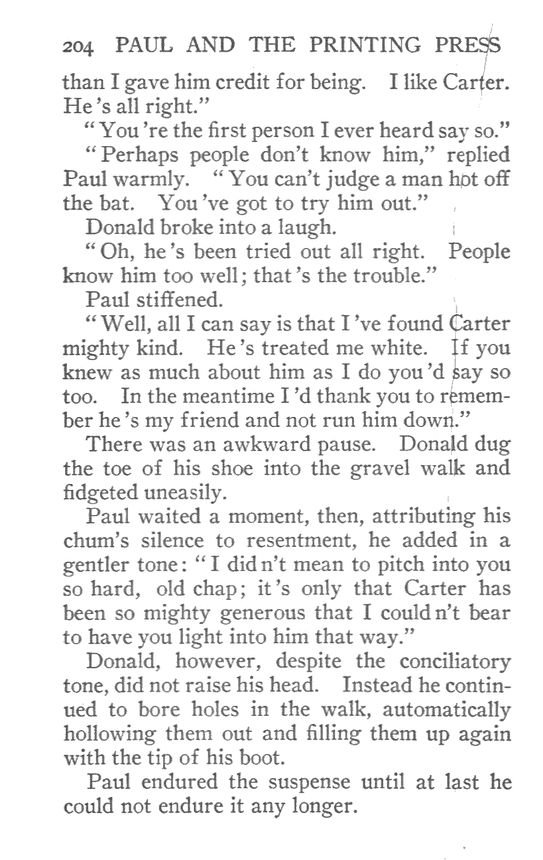 204 PAUL AND THE PRINTING PRESS
than I gave him credit for being. I like Carter.
He's all right.”
“You're the first person I ever heard say so.”
“Perhaps people don't know him,” replied
Paul warmly. “You can't judge a man hot off
the bat. You've got to try him out.”
Donald broke into a laugh.
“Oh, he's been tried out all right. People
know him too well; that's the trouble.”
Paul stiffened.
“Well, all I can say is that I've found Carter
mighty kind. He's treated me white. If you
knew as much about him as I do you'd say so
too. In the meantime I'd thank you to remem-
ber he's my friend and not run him down.”
There was an awkward pause. Donald dug
the toe of his shoe into the gravel walk and
fidgeted uneasily.
Paul waited a moment, then, attributing his
chum's silence to resentment, he added in a
gentler tone: “I didn't mean to pitch into you
so hard, old chap; it's only that Carter has
been so mighty generous that I couldn't bear
to have you light into him that way.”
Donald, however, despite the conciliatory
tone, did not raise his head. Instead he contin-
ued to bore holes in the walk, automatically
hollowing them out and filling them up again
with the tip of his boot.
Paul endured the suspense until at last he
could not endure it any longer.